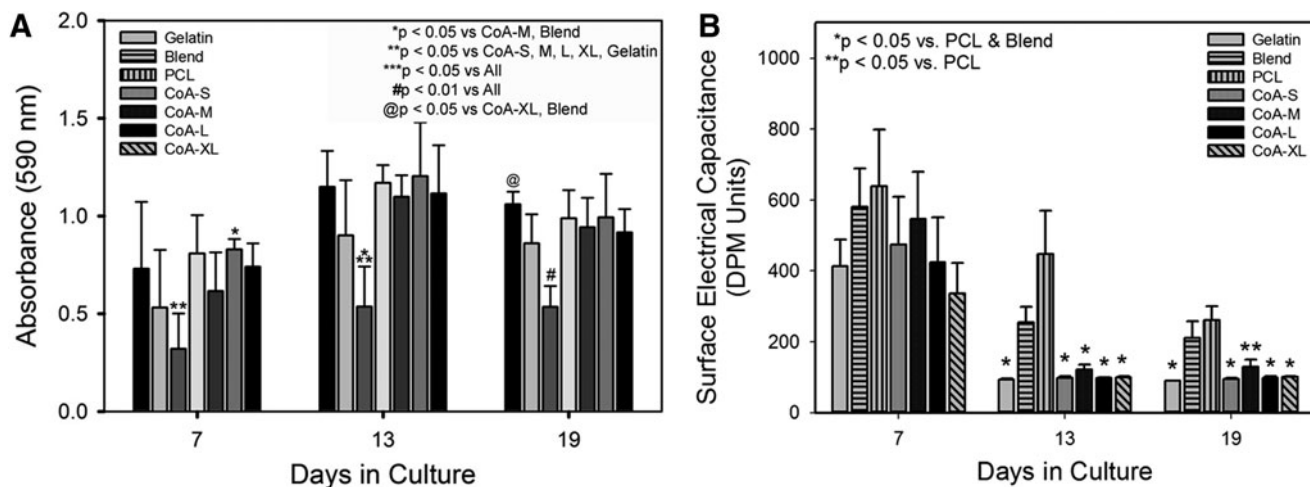 A
2.0
1.5
1.0
0.5
0.0
Absorbance (590 nm)
Gelatin
Blend
PCL
CoA-S
CoA-M
CoA-L
CoA-XL
*p < 0.05 vs CoA-M, Blend
**p < 0.05 vs CoA-S, M, L, XL, Gelatin
***p < 0.05 vs All
#p < 0.01 vs All
@p < 0.05 vs CoA-XL, Blend
**
*
*
**
@
#
7
13
19
Days in Culture
B
1000
800
600
400
200
0
Surface Electrical Capacitance
(DPM Units)
*p < 0.05 vs. PCL & Blend
**p < 0.05 vs. PCL
Gelatin
Blend
PCL
CoA-S
CoA-M
CoA-L
CoA-XL
* * * * *
* * ** * *
7
13
19
Days in Culture